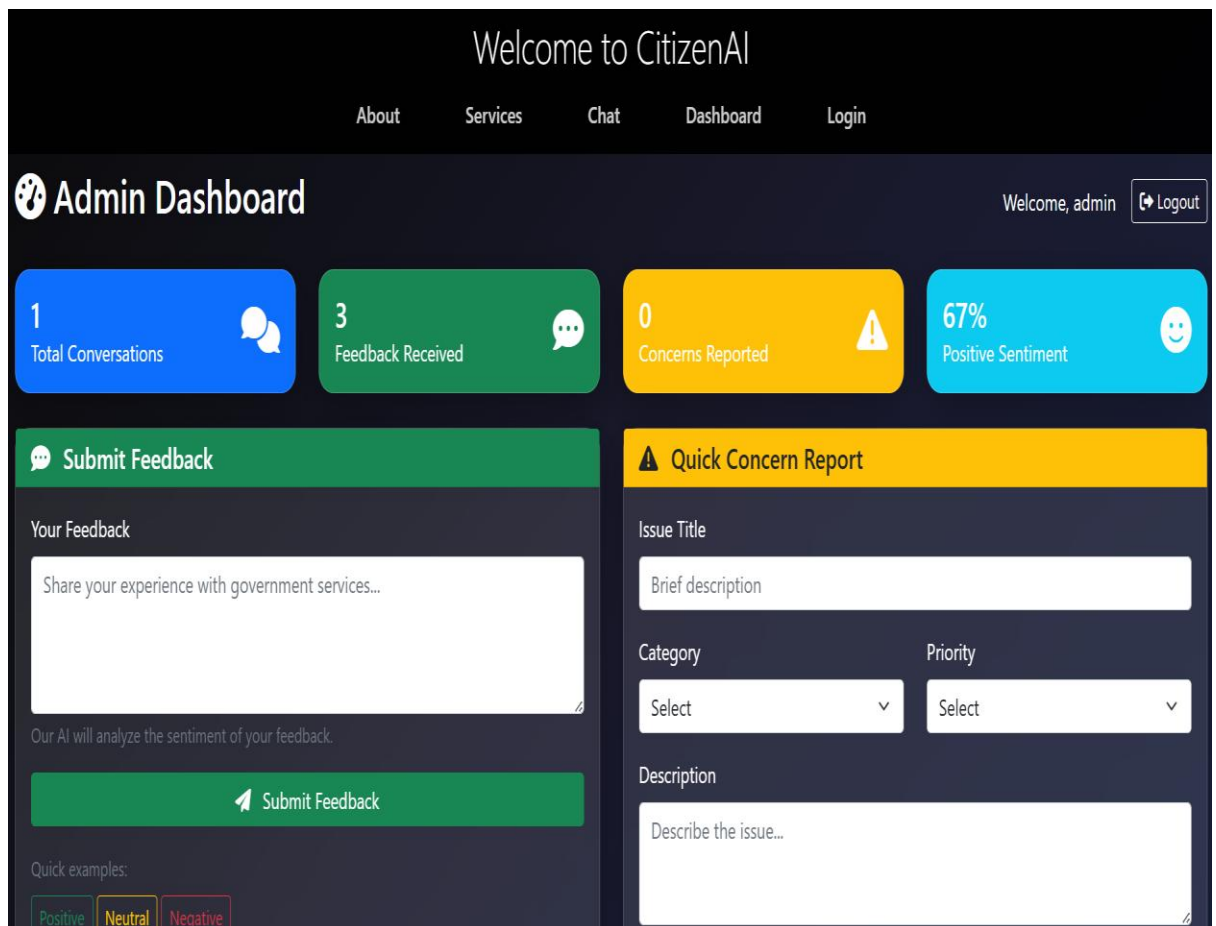 Welcome to CitizenAI
About Services Chat Dashboard Login
Admin Dashboard
Welcome, admin Logout
1
Total Conversations
3
Feedback Received
0
Concerns Reported
67%
Positive Sentiment
Submit Feedback
Your Feedback
Share your experience with government services...
Our AI will analyze the sentiment of your feedback.
Submit Feedback
Quick examples:
Positive Neutral Negative
Quick Concern Report
Issue Title
Brief description
Category Priority
Select Select
Description
Describe the issue...